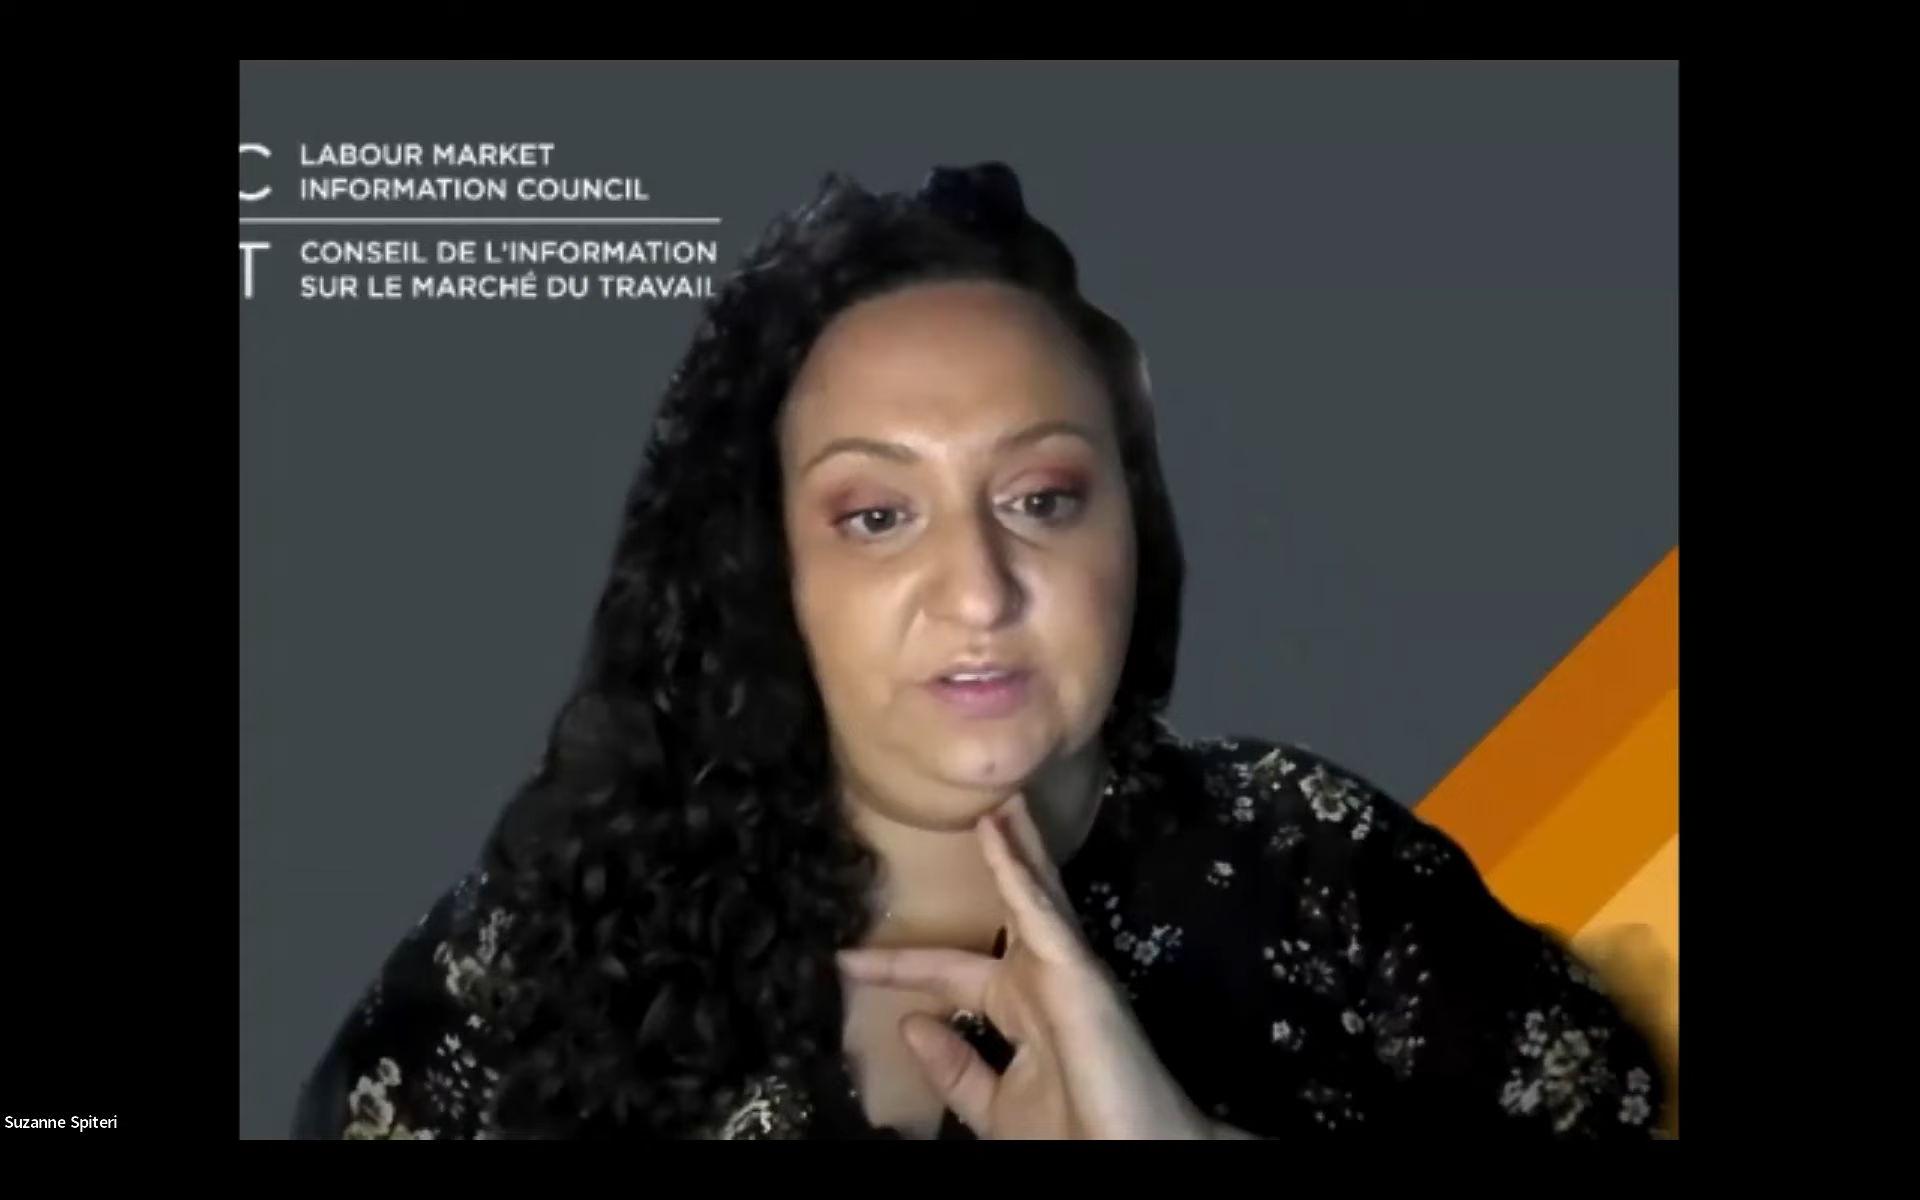 C LABOUR MARKET
INFORMATION COUNCIL
T CONSEIL DE L'INFORMATION
SUR LE MARCHÉ DU TRAVAIL
Suzanne Spiteri